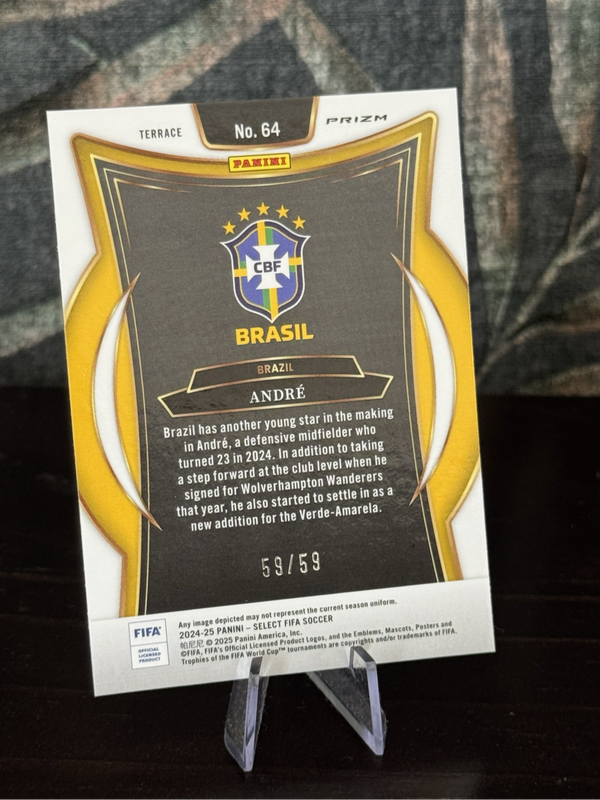 TERRACE
No. 64
PRIZM
PANINI
CBF
BRASIL
BRAZIL
ANDRÉ
Brazil has another young star in the making
in André, a defensive midfielder who
turned 23 in 2024. In addition to taking
a step forward at the club level when he
signed for Wolverhampton Wanderers
that year, he also started to settle in as a
new addition for the Verde-Amarela.
59/59
FIFA®
OFFICIAL
LICENSED
PRODUCT
Any image depicted may not represent the current season uniform.
2024-25 PANINI – SELECT FIFA SOCCER
帕尼尼 © 2025 Panini America, Inc.
©FIFA, FIFA's Official Licensed Product Logos, and the Emblems, Mascots, Posters and
Trophies of the FIFA World Cup™ tournaments are copyrights and/or trademarks of FIFA.